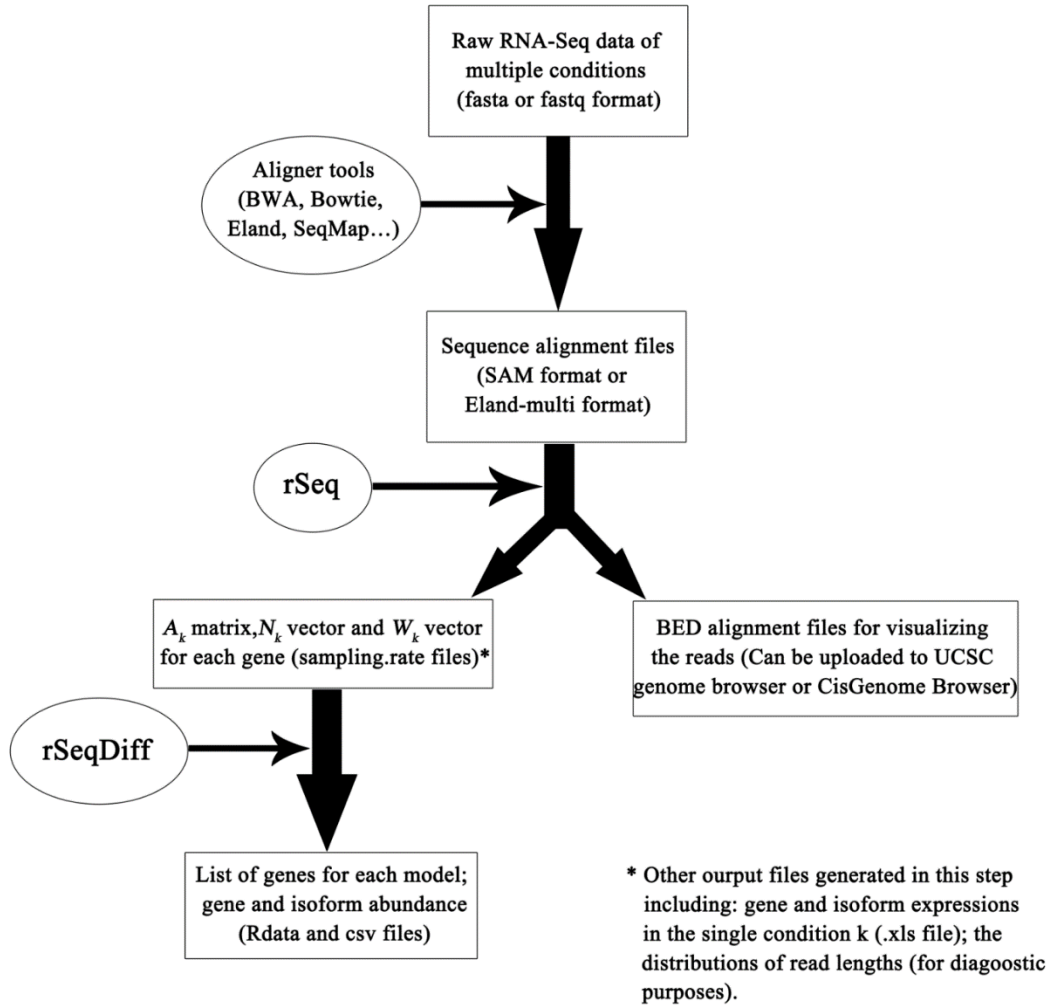 Raw RNA-Seq data of
multiple conditions
(fasta or fastq format)
Aligner tools
(BWA, Bowtie,
Eland, SeqMap…)
Sequence alignment files
(SAM format or
Eland-multi format)
rSeq
A_k matrix,N_k vector and W_k vector
for each gene (sampling.rate files)*
BED alignment files for visualizing
the reads (Can be uploaded to UCSC
genome browser or CisGenome Browser)
rSeqDiff
List of genes for each model;
gene and isoform abundance
(Rdata and csv files)
* Other ourput files generated in this step
including: gene and isoform expressions
in the single condition k (.xls file); the
distributions of read lengths (for diagoostic
purposes).